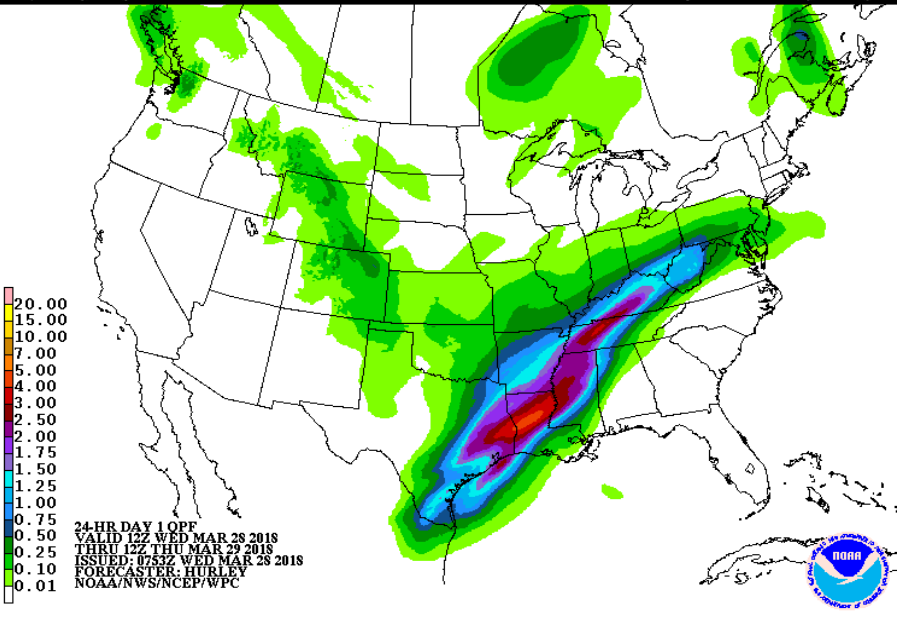 20.00
15.00
10.00
7.00
5.00
4.00
3.00
2.50
2.00
1.75
1.50
1.25
1.00
0.75
0.50
0.25
0.10
0.01
24-HR DAY 1 QPF
VALID 12Z WED MAR 28 2018
THRU 12Z THU MAR 29 2018
ISSUED: 0753Z WED MAR 28 2018
FORECASTER: HURLEY
NOAA/NWS/NCEP/WPC
NOAA